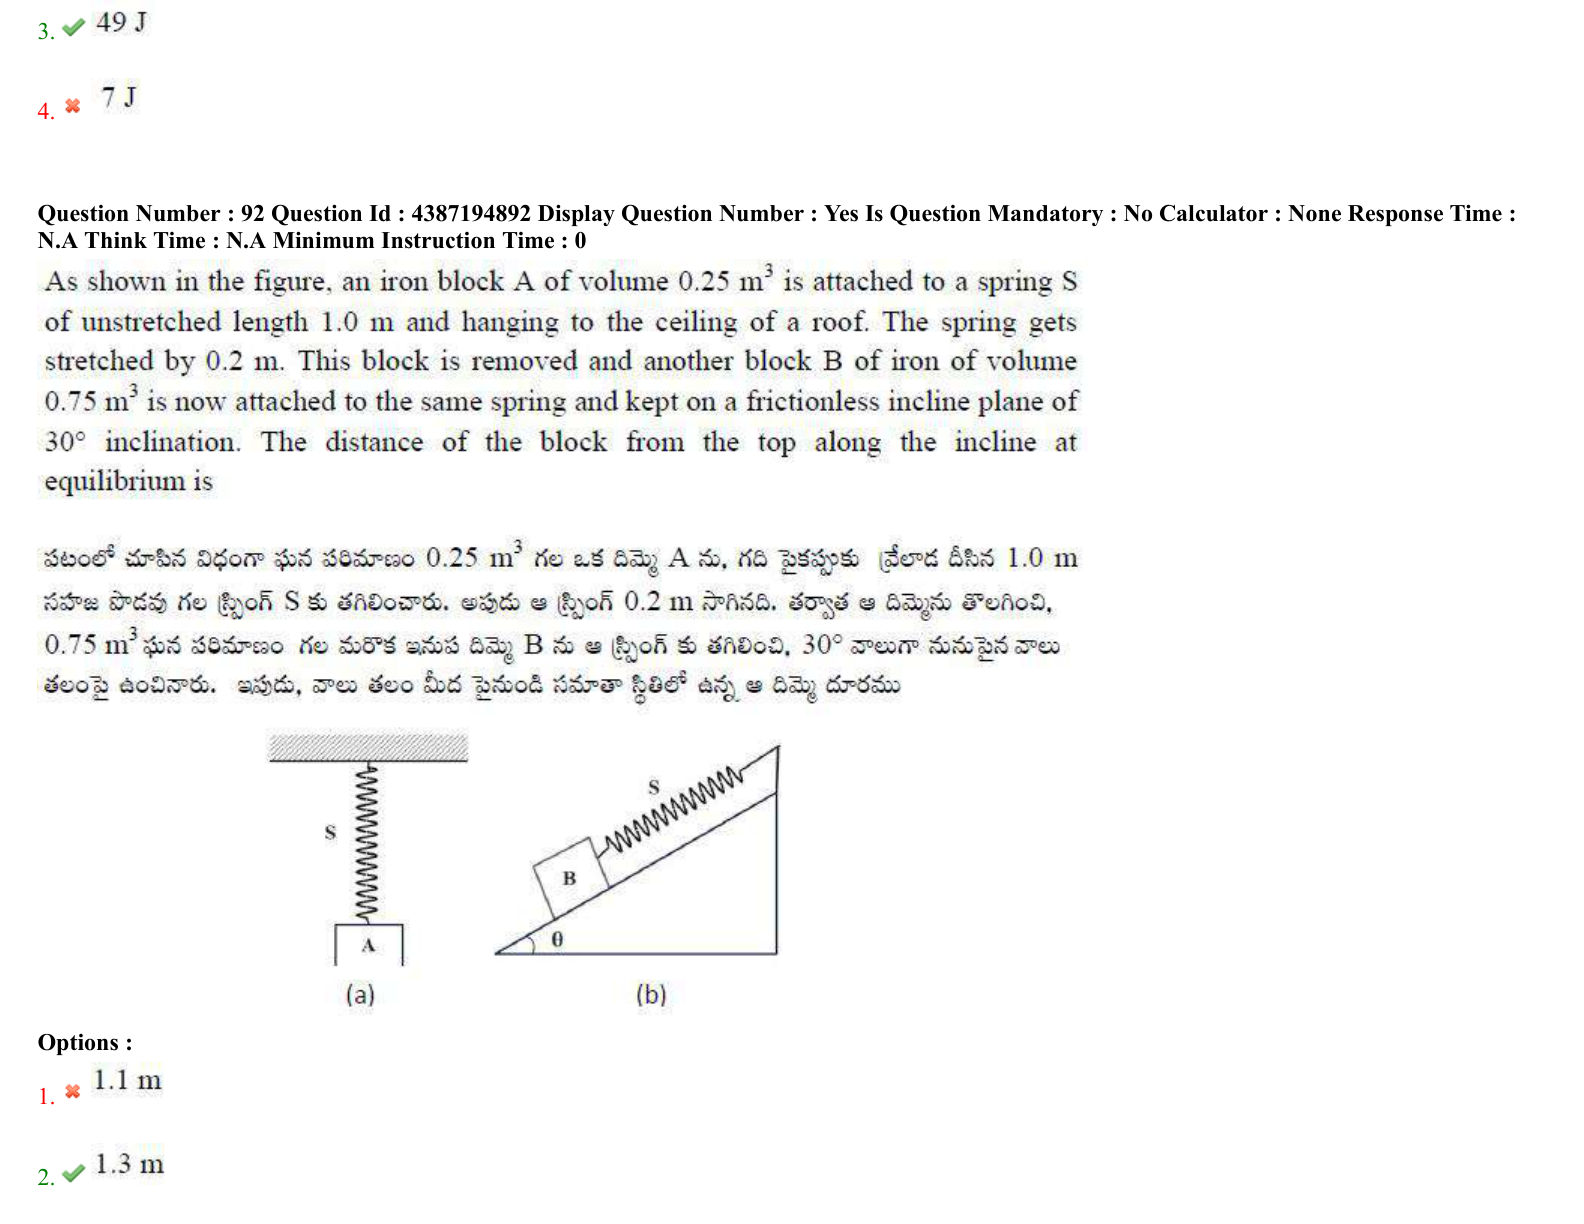 3. 49 J
4. 7 J
Question Number : 92 Question Id : 4387194892 Display Question Number : Yes Is Question Mandatory : No Calculator : None Response Time :
N.A Think Time : N.A Minimum Instruction Time : 0
As shown in the figure, an iron block A of volume 0.25 m³ is attached to a spring S
of unstretched length 1.0 m and hanging to the ceiling of a roof. The spring gets
stretched by 0.2 m. This block is removed and another block B of iron of volume
0.75 m³ is now attached to the same spring and kept on a frictionless incline plane of
30° inclination. The distance of the block from the top along the incline at
equilibrium is
పటంలో చూపిన విధంగా ఘన పరిమాణం 0.25 m³ గల ఒక దిమ్మె A ను, గది పైకప్పుకు వ్రేలాడ దీసిన 1.0 m
సహజ పొడవు గల స్ప్రింగ్ S కు తగిలించారు. అపుడు ఆ స్ప్రింగ్ 0.2 m సాగినది. తర్వాత ఆ దిమ్మెను తొలగించి,
0.75 m³ ఘన పరిమాణం గల మరొక ఇనుప దిమ్మె B ను ఆ స్ప్రింగ్ కు తగిలించి, 30° వాలుగా నునుపైన వాలు
తలంపై ఉంచినారు. ఇపుడు, వాలు తలం మీద పైనుండి సమాతా స్థితిలో ఉన్న ఆ దిమ్మె దూరము
S
S
B
A
θ
(a)
(b)
Options :
1. 1.1 m
2. 1.3 m